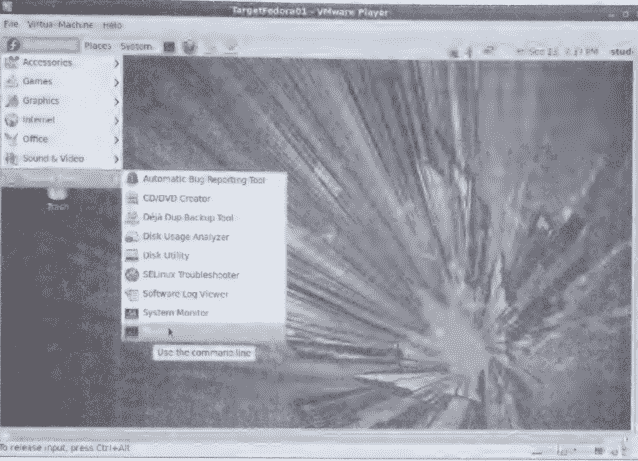 TargetFedora01 - VMware Player
File Virtual Machine Help
Places System
Accessories
Games
Graphics
Internet
Office
Sound & Video
Trash
Automatic Bug Reporting Tool
CD/DVD Creator
Déjà Dup Backup Tool
Disk Usage Analyzer
Disk Utility
SELinux Troubleshooter
Software Log Viewer
System Monitor
Use the command line
To release input, press Ctrl+Alt